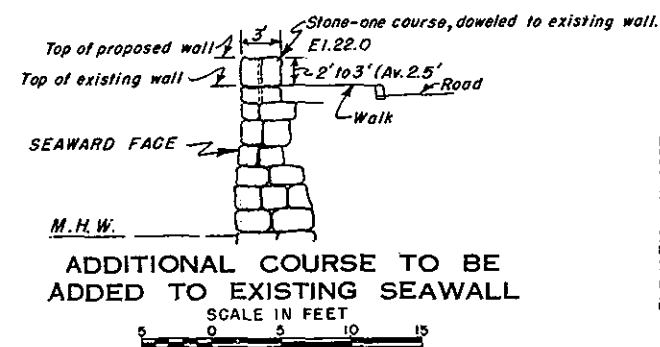 3'
Stone-one course, doweled to existing wall.
Top of proposed wall
El.22.0
Top of existing wall
2' to 3' (Av. 2.5'
Road
Walk
SEAWARD FACE
M.H.W.
ADDITIONAL COURSE TO BE
ADDED TO EXISTING SEAWALL
SCALE IN FEET
5 0 5 10 15